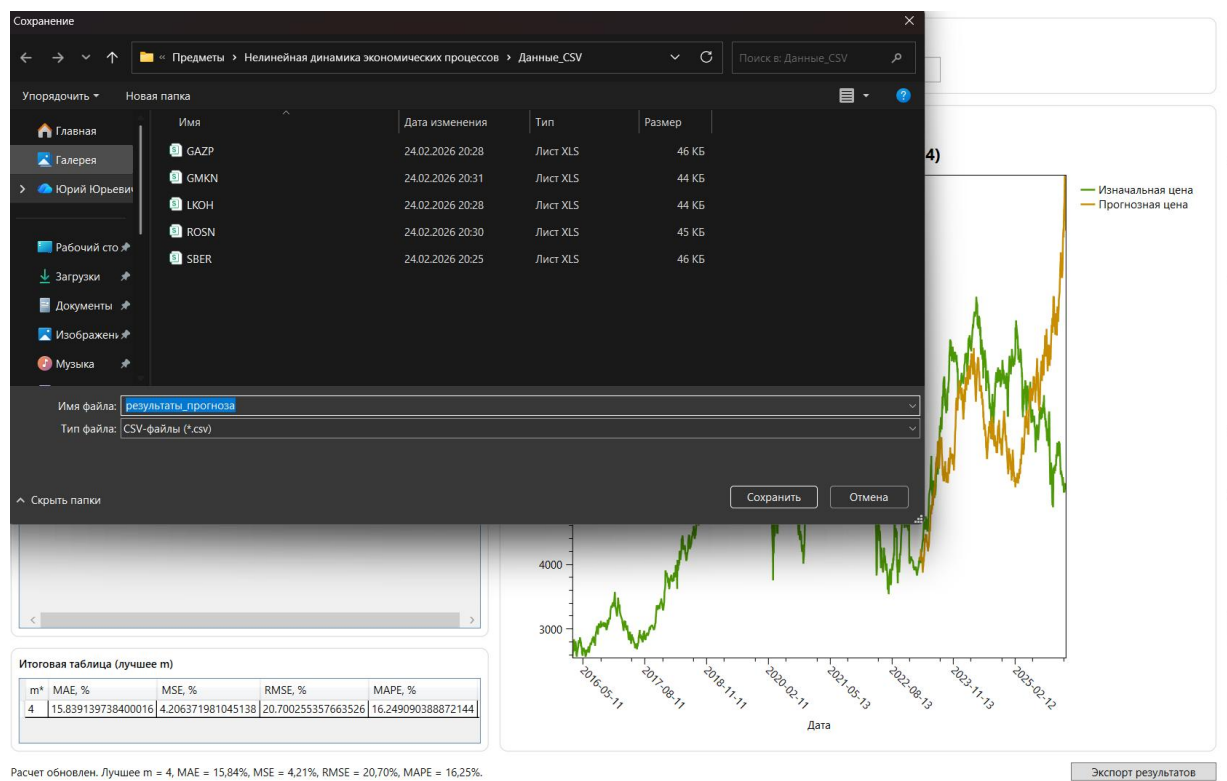 Сохранение
« Предметы > Нелинейная динамика экономических процессов > Данные_CSV
Поиск в: Данные_CSV
Упорядочить Новая папка
Главная
Галерея
Юрий Юрьеви
Рабочий сто
Загрузки
Документы
Изображени
Музыка
Имя Дата изменения Тип Размер
GAZP 24.02.2026 20:28 Лист XLS 46 КБ
GMKN 24.02.2026 20:31 Лист XLS 44 КБ
LKOH 24.02.2026 20:28 Лист XLS 44 КБ
ROSN 24.02.2026 20:30 Лист XLS 45 КБ
SBER 24.02.2026 20:25 Лист XLS 46 КБ
Имя файла: результаты_прогноза
Тип файла: CSV-файлы (*.csv)
Скрыть папки
Сохранить Отмена
4)
Изначальная цена
Прогнозная цена
4000
3000
2016-05-11
2017-08-11
2018-11-11
2020-02-11
2021-05-13
2022-08-13
2023-11-13
2025-02-12
Дата
Итоговая таблица (лучшее m)
m* MAE, % MSE, % RMSE, % MAPE, %
4 15.839139738400016 4.206371981045138 20.700255357663526 16.249090388872144
Расчет обновлен. Лучшее m = 4, MAE = 15,84%, MSE = 4,21%, RMSE = 20,70%, MAPE = 16,25%.
Экспорт результатов